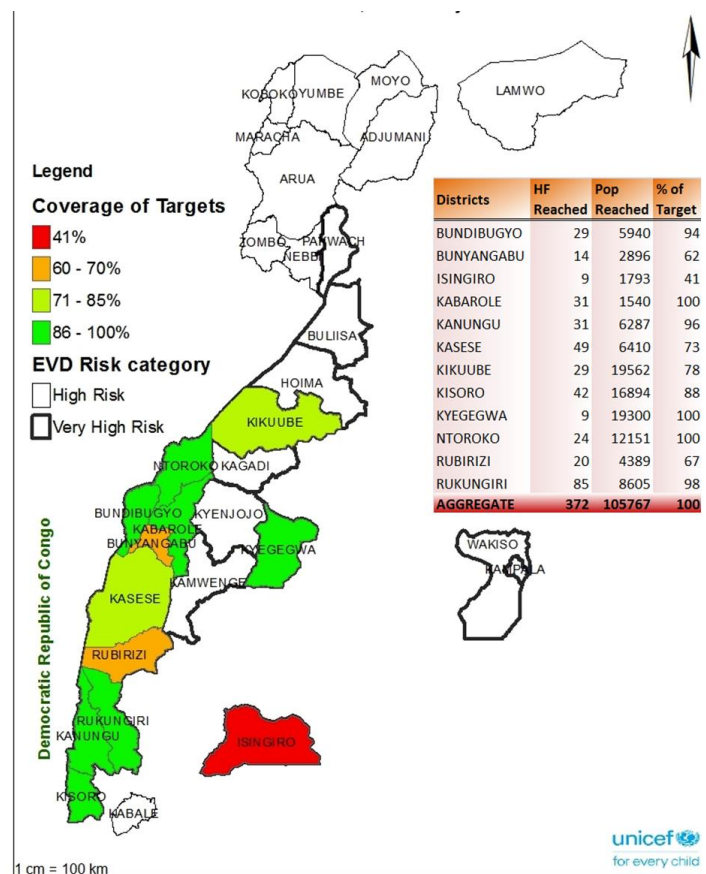 KOBOKO
YUMBE
MOYO
LAMWO
MARACHA
ADJUMANI
ARUA
ZOMBO
PAKWACH
NEBBI
BULIISA
HOIMA
KIKUUBE
NTOROKO
KAGADI
BUNDIBUGYO
KABAROLE
KYENJOJO
BUNYANGABU
KYEGEGWA
KAMWENGE
KASESE
RUBIRIZI
RUKUNGIRI
KANUNGU
KISORO
KABALE
ISINGIRO
WAKISO
KAMPALA
Legend
Coverage of Targets
41%
60 - 70%
71 - 85%
86 - 100%
EVD Risk category
High Risk
Very High Risk
Democratic Republic of Congo
Districts HF Reached Pop Reached % of Target
BUNDIBUGYO 29 5940 94
BUNYANGABU 14 2896 62
ISINGIRO 9 1793 41
KABAROLE 31 1540 100
KANUNGU 31 6287 96
KASESE 49 6410 73
KIKUUBE 29 19562 78
KISORO 42 16894 88
KYEGEGWA 9 19300 100
NTOROKO 24 12151 100
RUBIRIZI 20 4389 67
RUKUNGIRI 85 8605 98
AGGREGATE 372 105767 100
unicef
for every child
1 cm = 100 km